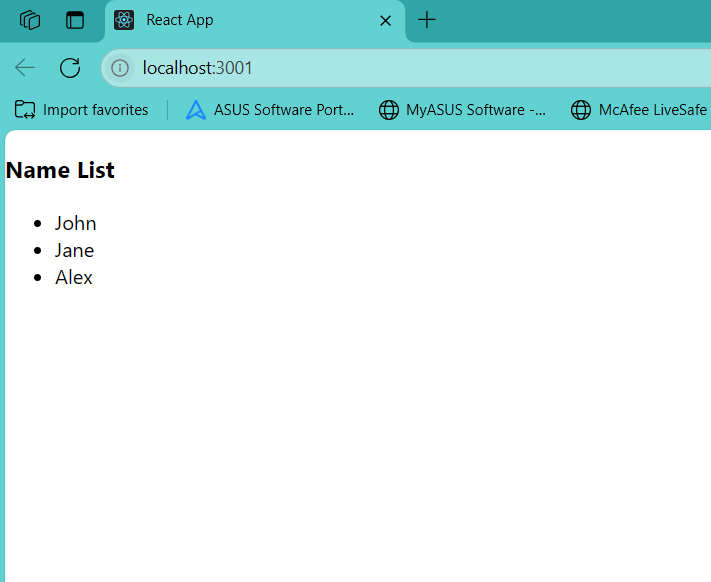 React App
localhost:3001
Import favorites ASUS Software Port... MyASUS Software -... McAfee LiveSafe
Name List
John
Jane
Alex